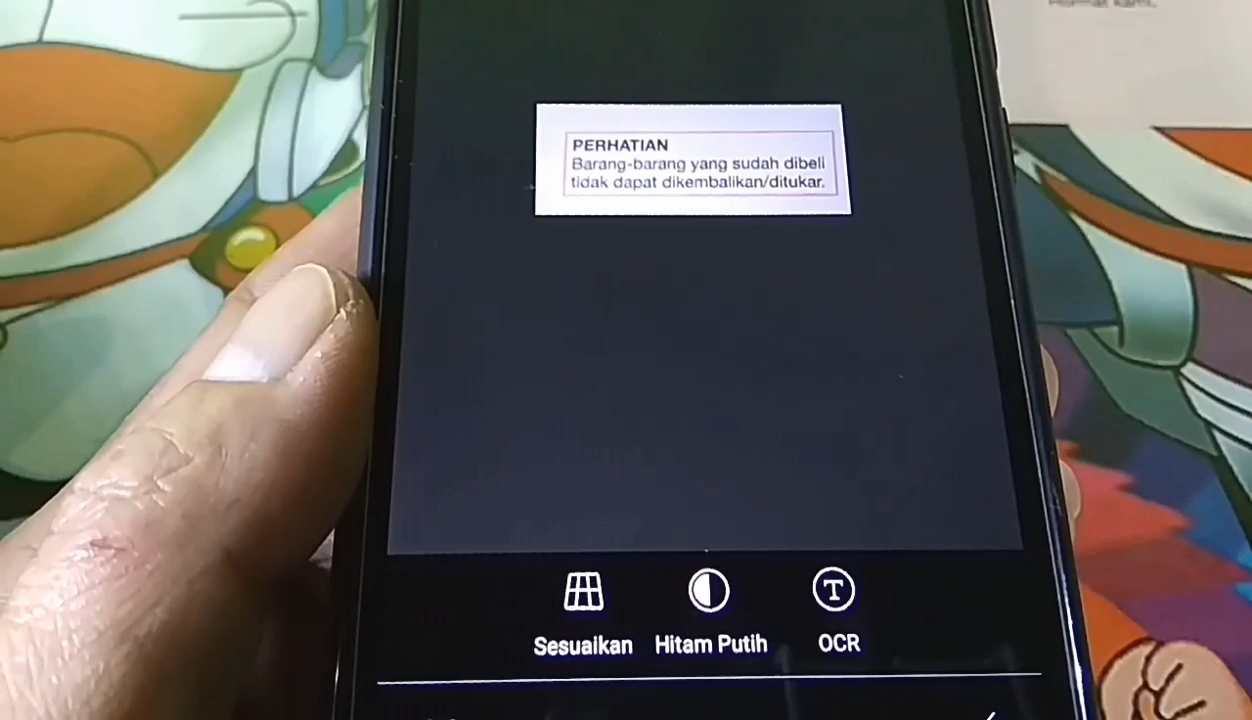 PERHATIAN
Barang-barang yang sudah dibeli
tidak dapat dikembalikan/ditukar.
Sesuaikan
Hitam Putih
OCR